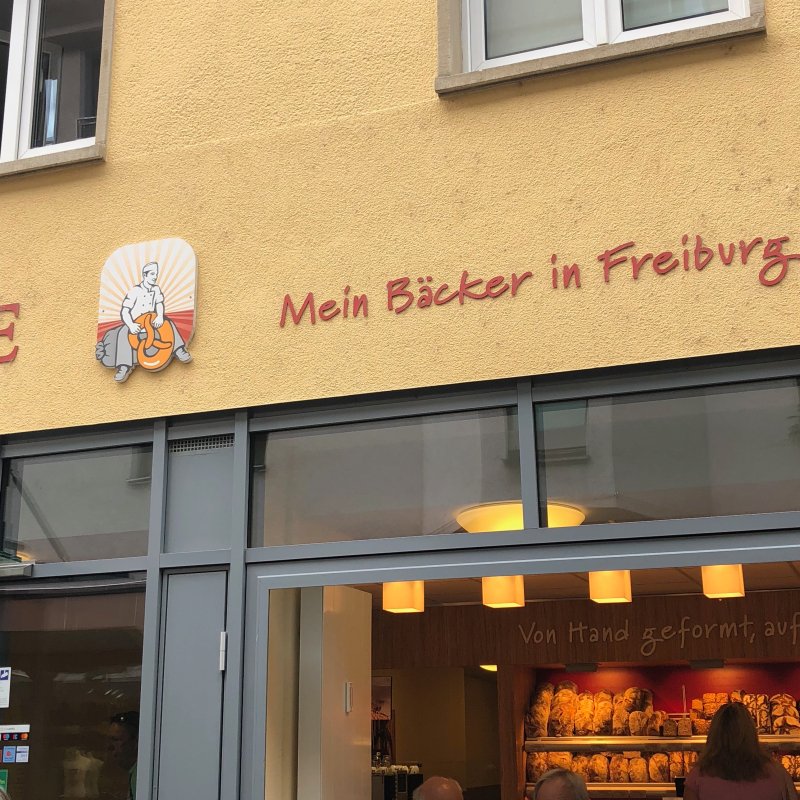 E
Mein Bäcker in Freiburg
Von Hand geformt, auf